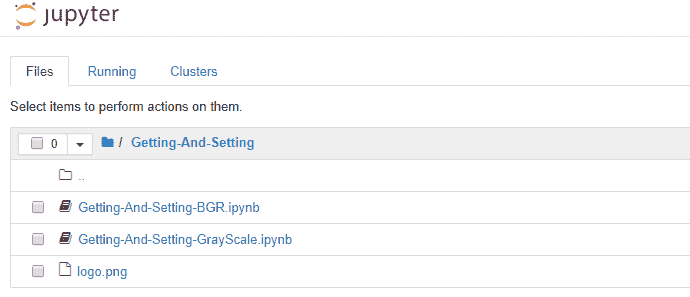 jupyter
Files Running Clusters
Select items to perform actions on them.
0 / Getting-And-Setting
..
Getting-And-Setting-BGR.ipynb
Getting-And-Setting-GrayScale.ipynb
logo.png